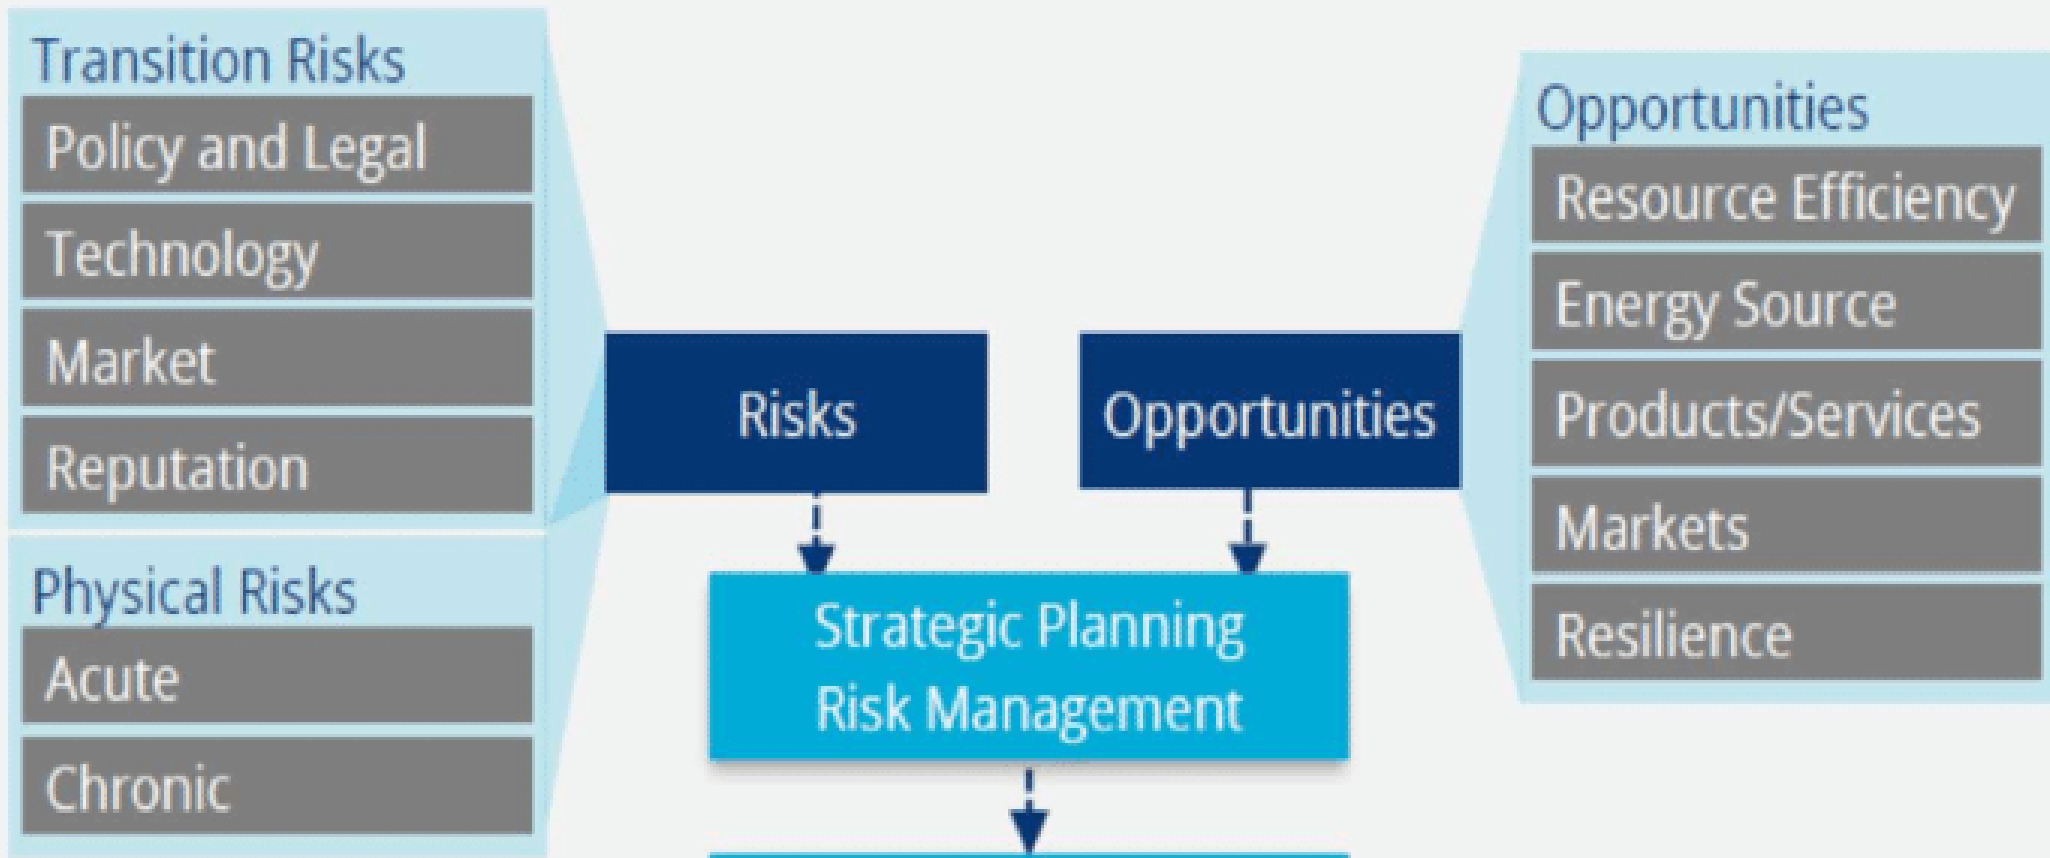 Transition Risks
Policy and Legal
Technology
Market
Reputation
Physical Risks
Acute
Chronic
Risks
Opportunities
Strategic Planning
Risk Management
Opportunities
Resource Efficiency
Energy Source
Products/Services
Markets
Resilience